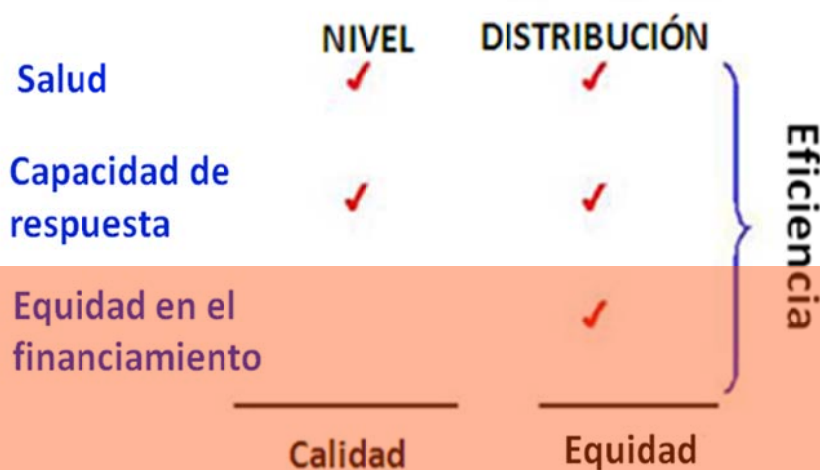 NIVEL DISTRIBUCIÓN
Salud ✓ ✓
Capacidad de
respuesta ✓ ✓
Equidad en el
financiamiento ✓
Calidad Equidad
Eficiencia